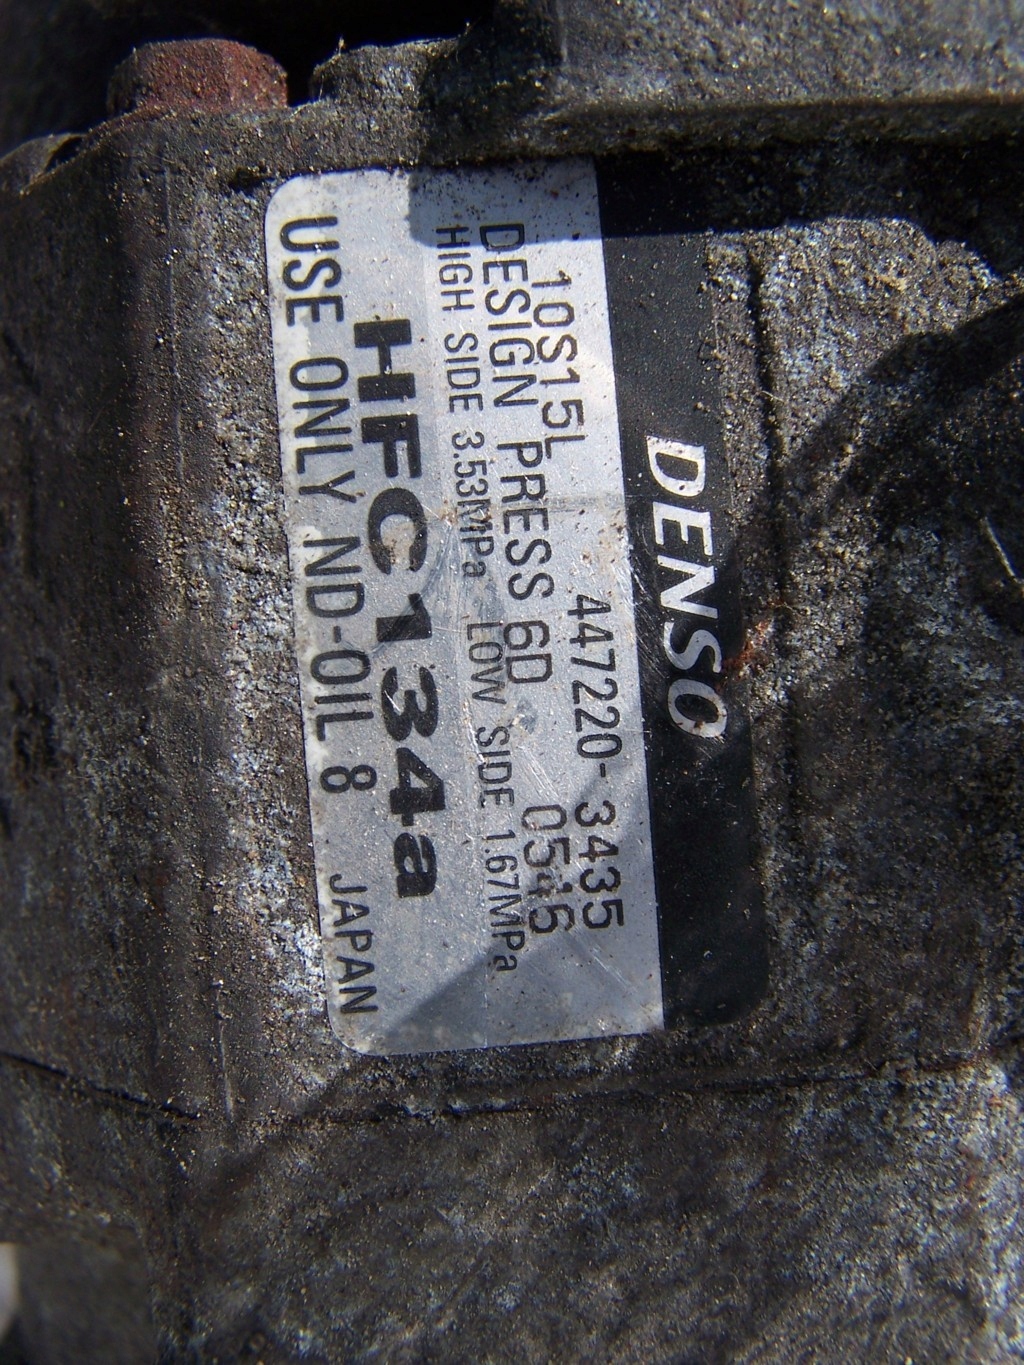 DENSO
10S15L 447220-3435
DESIGN PRESS 6D 0546
HIGH SIDE 3.53MPa LOW SIDE 1.67MPa
HFC134a
USE ONLY ND-OIL 8 JAPAN